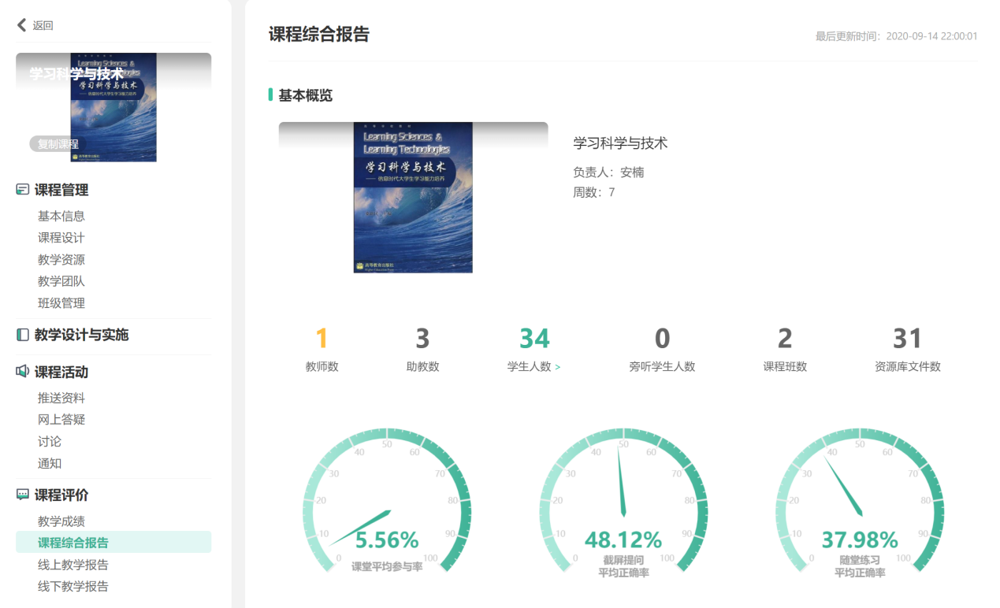 返回
学习科学与技术
Learning Sciences &
学习科学与技术
—— 信息时代大学生学习能力培养
复制课程
高等教育出版社
课程管理
基本信息
课程设计
教学资源
教学团队
班级管理
教学设计与实施
课程活动
推送资料
网上答疑
讨论
通知
课程评价
教学成绩
课程综合报告
线上教学报告
线下教学报告
课程综合报告
最后更新时间：2020-09-14 22:00:01
基本概览
Learning Sciences &
Learning Technologies
学习科学与技术
—— 信息时代大学生学习能力培养
高等教育出版社
Higher Education Press
学习科学与技术
负责人：安楠
周数：7
1 3 34 0 2 31
教师数 助教数 学生人数 > 旁听学生人数 课程班数 资源库文件数
0 10 20 30 40 50 60 70 80 90 100
5.56%
课堂平均参与率
0 10 20 30 40 50 60 70 80 90 100
48.12%
截屏提问
平均正确率
0 10 20 30 40 50 60 70 80 90 100
37.98%
随堂练习
平均正确率